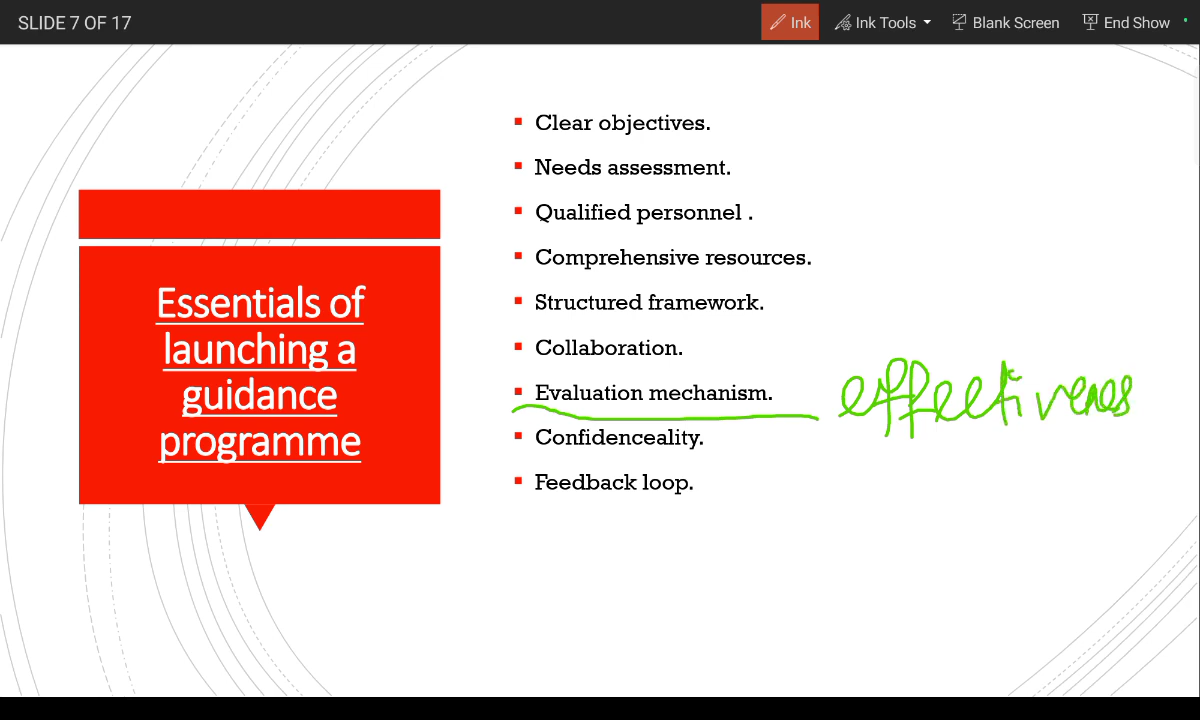 SLIDE 7 OF 17
Ink
Ink Tools
Blank Screen
End Show
Essentials of
launching a
guidance
programme
Clear objectives.
Needs assessment.
Qualified personnel .
Comprehensive resources.
Structured framework.
Collaboration.
Evaluation mechanism.
effectiveness
Confidenceality.
Feedback loop.